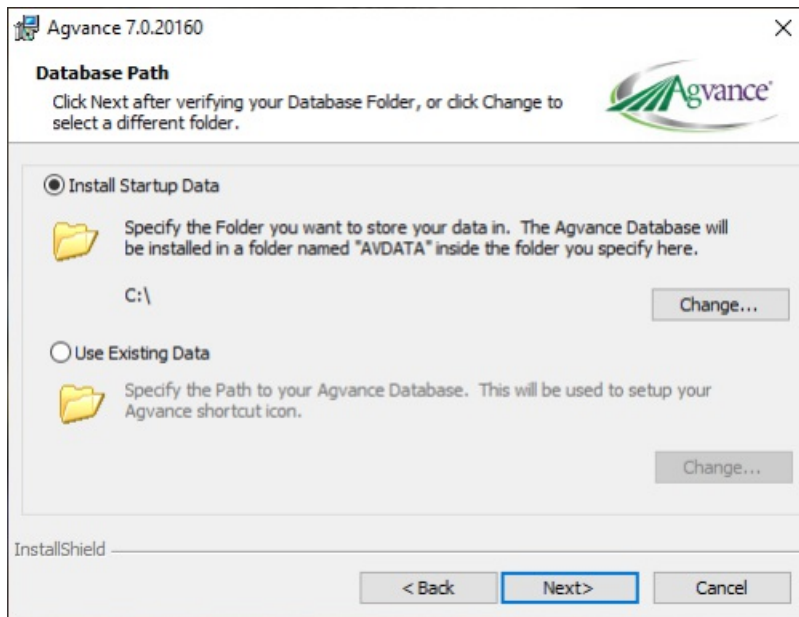 Agvance 7.0.20160
Database Path
Click Next after verifying your Database Folder, or click Change to
select a different folder.
Agvance®
Install Startup Data
Specify the Folder you want to store your data in. The Agvance Database will
be installed in a folder named "AVDATA" inside the folder you specify here.
C:\
Change...
Use Existing Data
Specify the Path to your Agvance Database. This will be used to setup your
Agvance shortcut icon.
Change...
InstallShield
< Back
Next>
Cancel